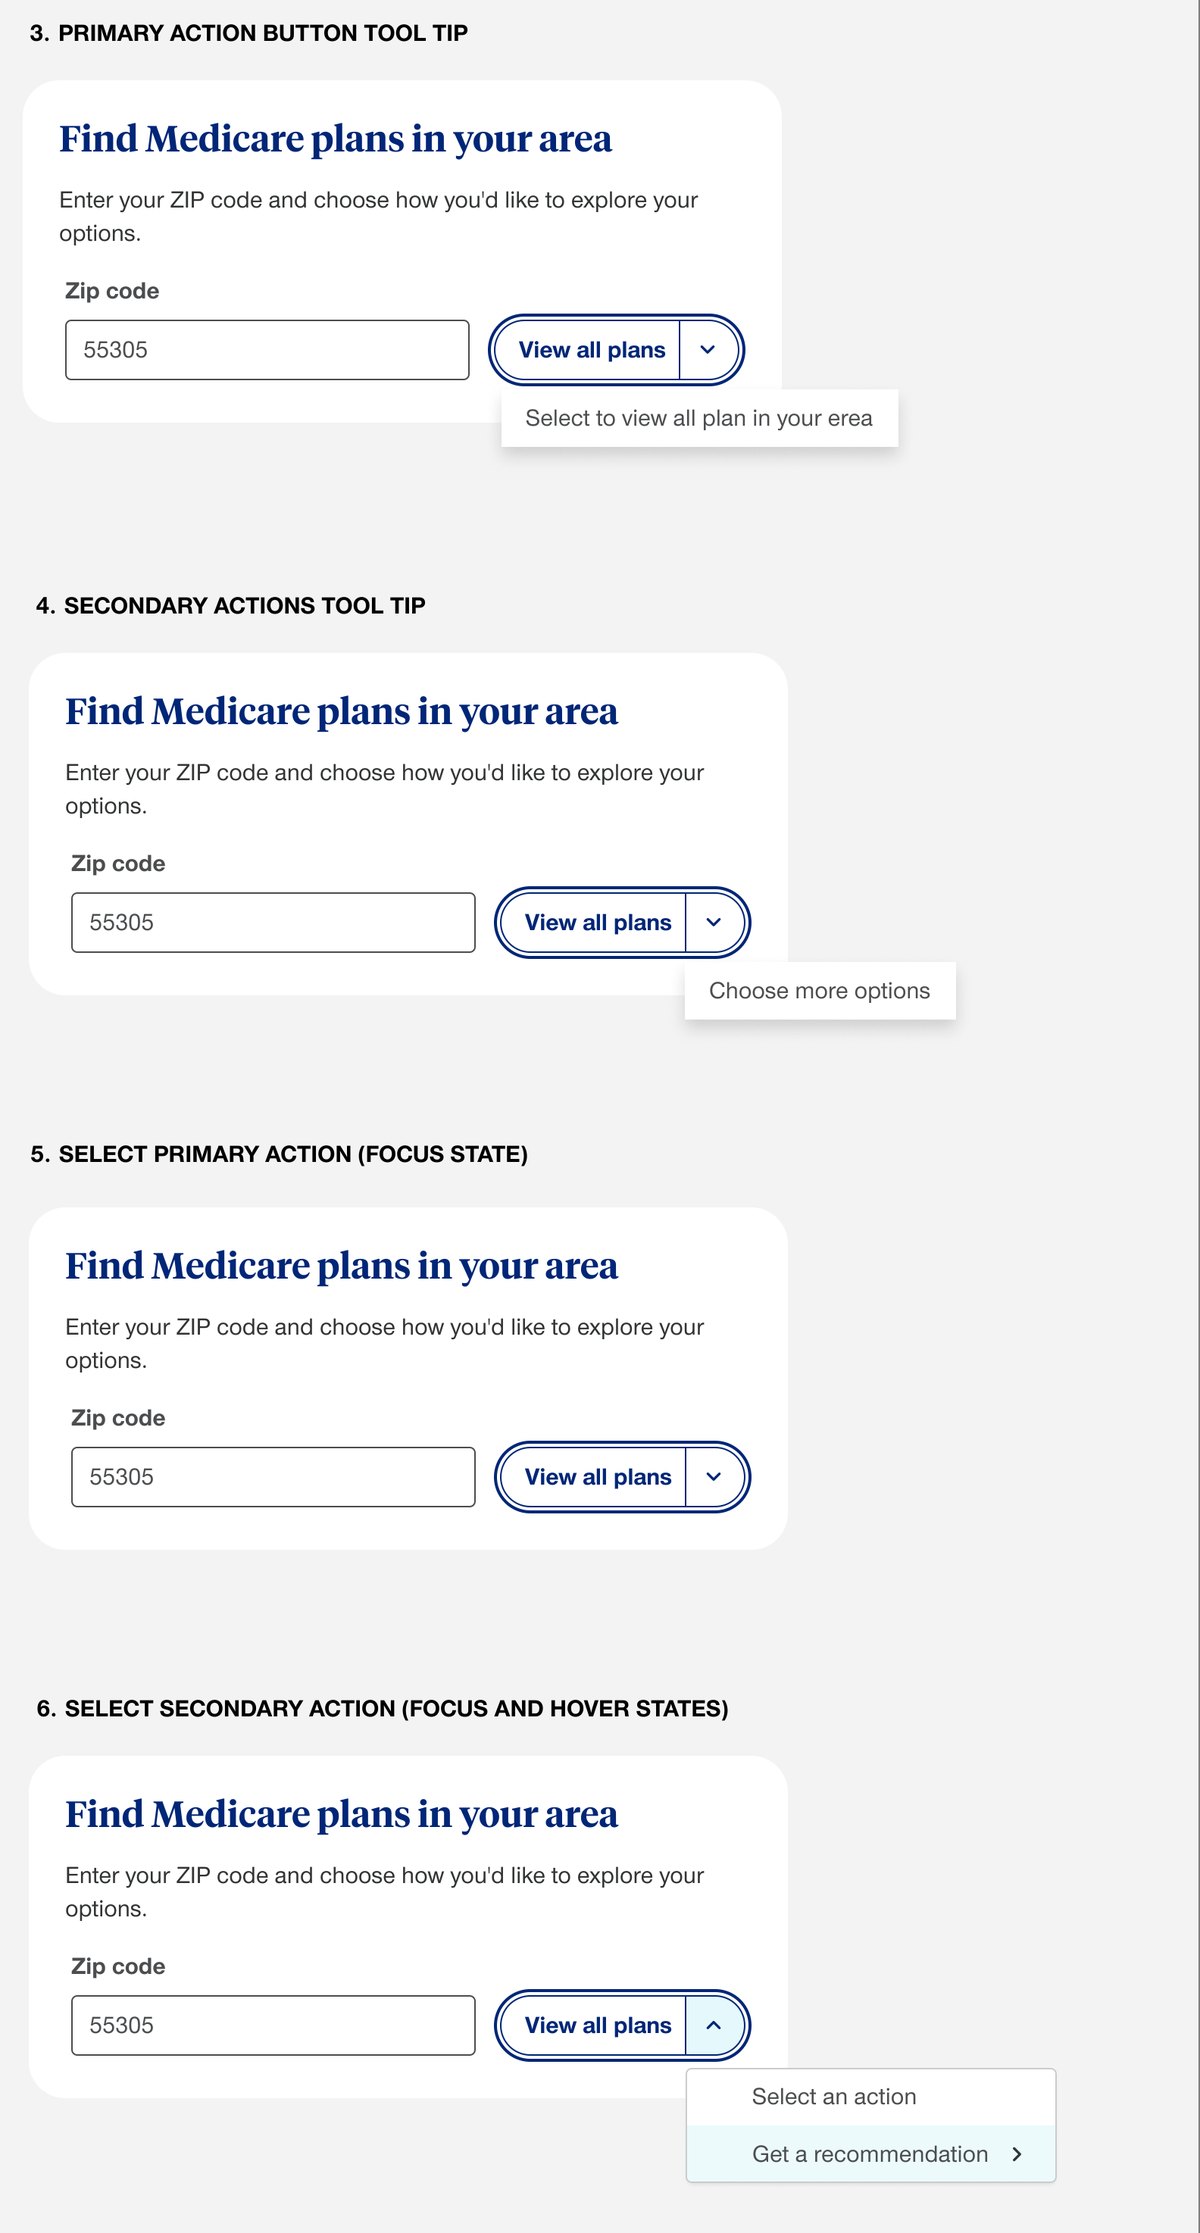 3. PRIMARY ACTION BUTTON TOOL TIP
Find Medicare plans in your area
Enter your ZIP code and choose how you'd like to explore your
options.
Zip code
55305
View all plans
Select to view all plan in your erea
4. SECONDARY ACTIONS TOOL TIP
Find Medicare plans in your area
Enter your ZIP code and choose how you'd like to explore your
options.
Zip code
55305
View all plans
Choose more options
5. SELECT PRIMARY ACTION (FOCUS STATE)
Find Medicare plans in your area
Enter your ZIP code and choose how you'd like to explore your
options.
Zip code
55305
View all plans
6. SELECT SECONDARY ACTION (FOCUS AND HOVER STATES)
Find Medicare plans in your area
Enter your ZIP code and choose how you'd like to explore your
options.
Zip code
55305
View all plans
Select an action
Get a recommendation